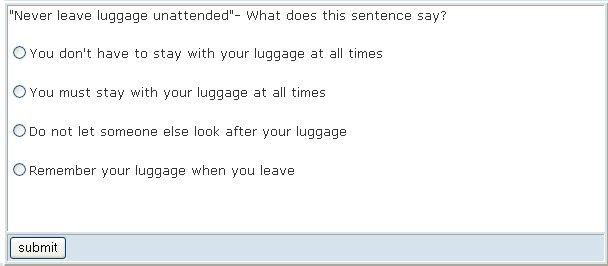 "Never leave luggage unattended"- What does this sentence say?
You don't have to stay with your luggage at all times
You must stay with your luggage at all times
Do not let someone else look after your luggage
Remember your luggage when you leave
submit